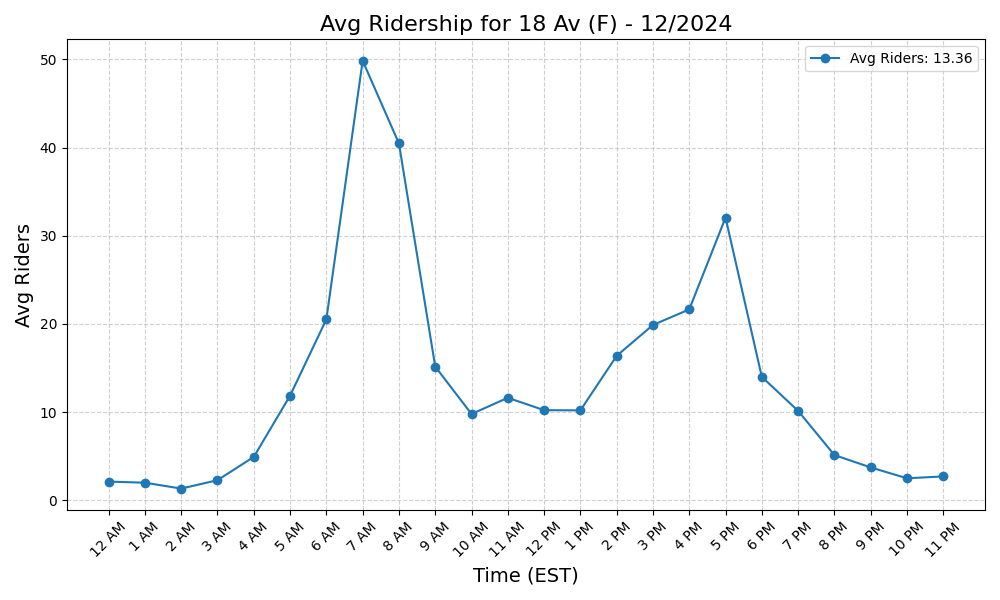 Avg Ridership for 18 Av (F) - 12/2024
Avg Riders: 13.36
Avg Riders
50
40
30
20
10
0
12 AM
1 AM
2 AM
3 AM
4 AM
5 AM
6 AM
7 AM
8 AM
9 AM
10 AM
11 AM
12 PM
1 PM
2 PM
3 PM
4 PM
5 PM
6 PM
7 PM
8 PM
9 PM
10 PM
11 PM
Time (EST)